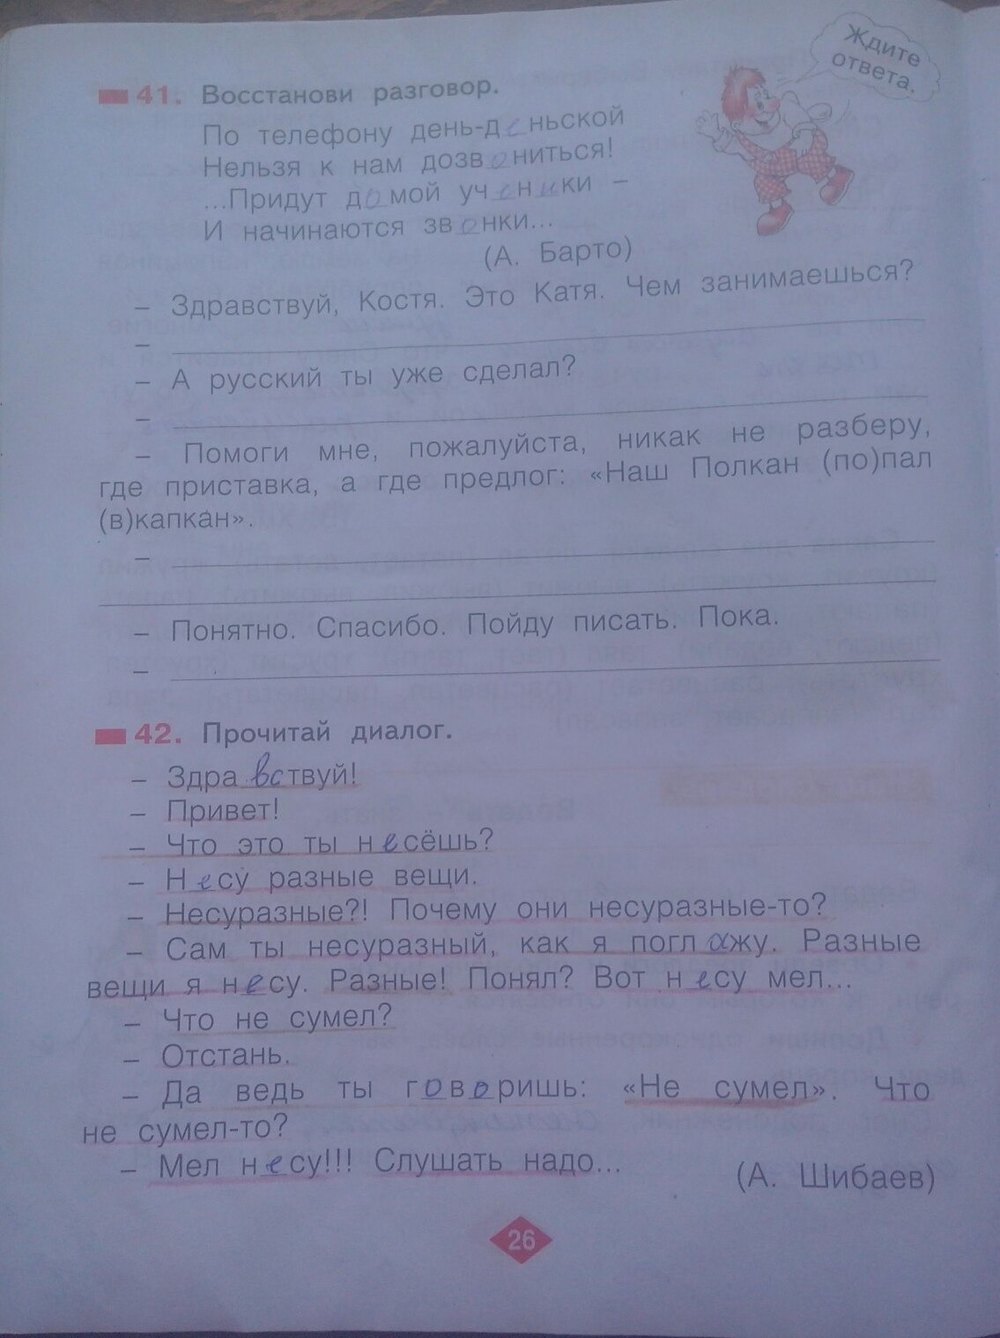 Ждите
ответа.
41. Восстанови разговор.
По телефону день-деньской
Нельзя к нам дозвониться!
...Придут домой ученики –
И начинаются звонки...
(А. Барто)
– Здравствуй, Костя. Это Катя. Чем занимаешься?
–
– А русский ты уже сделал?
–
– Помоги мне, пожалуйста, никак не разберу,
где приставка, а где предлог: «Наш Полкан (по)пал
(в)капкан».
–
– Понятно. Спасибо. Пойду писать. Пока.
–
42. Прочитай диалог.
– Здравствуй!
– Привет!
– Что это ты несёшь?
– Несу разные вещи.
– Несуразные?! Почему они несуразные-то?
– Сам ты несуразный, как я погляжу. Разные
вещи я несу. Разные! Понял? Вот несу мел...
– Что не сумел?
– Отстань.
– Да ведь ты говоришь: «Не сумел». Что
не сумел-то?
– Мел несу!!! Слушать надо...
(А. Шибаев)
26